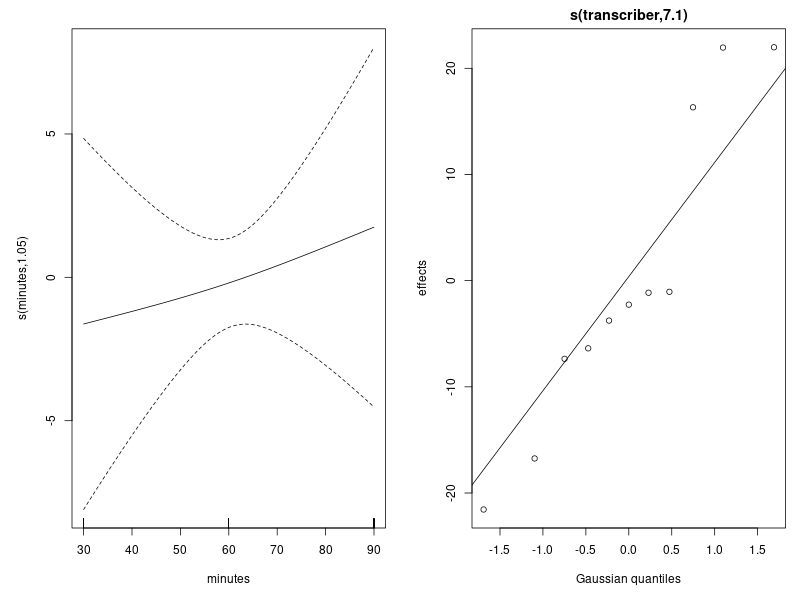 s(minutes,1.05)
5
0
-5
30 40 50 60 70 80 90
minutes
s(transcriber,7.1)
effects
20
10
0
-10
-20
-1.5 -1.0 -0.5 0.0 0.5 1.0 1.5
Gaussian quantiles